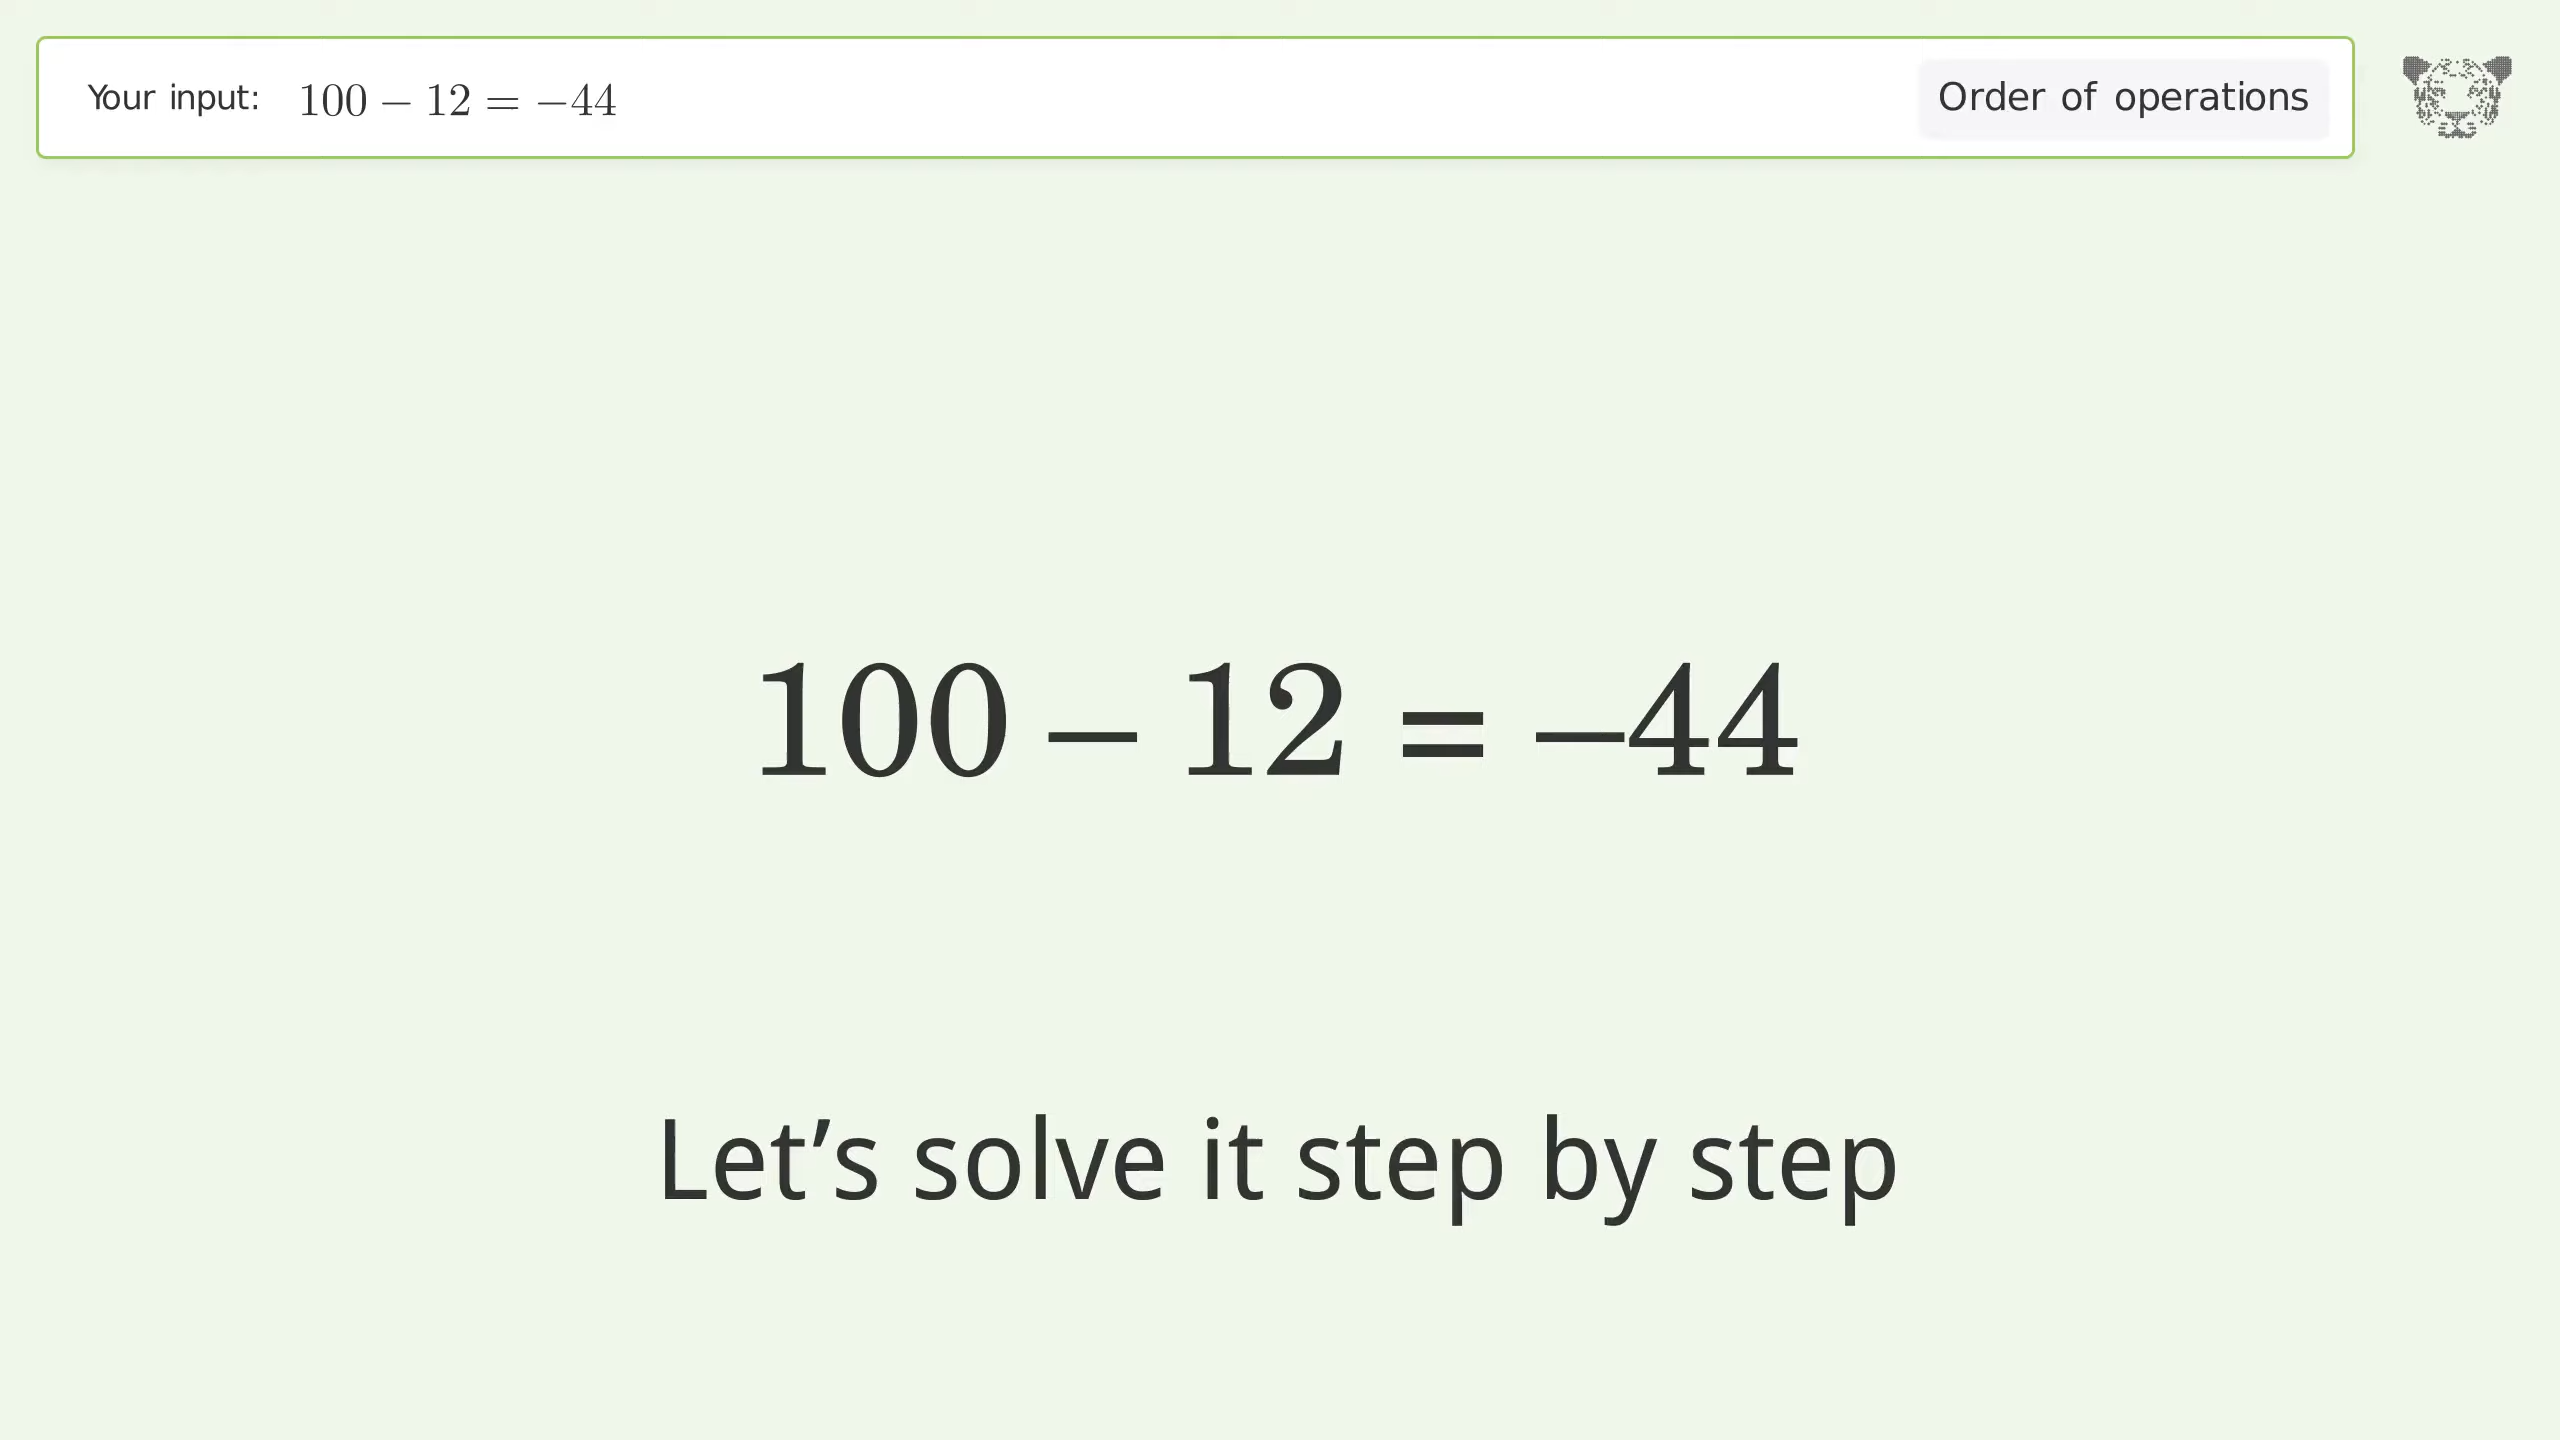 Your input: 100 − 12 = −44
Order of operations
100 − 12 = −44
Let’s solve it step by step